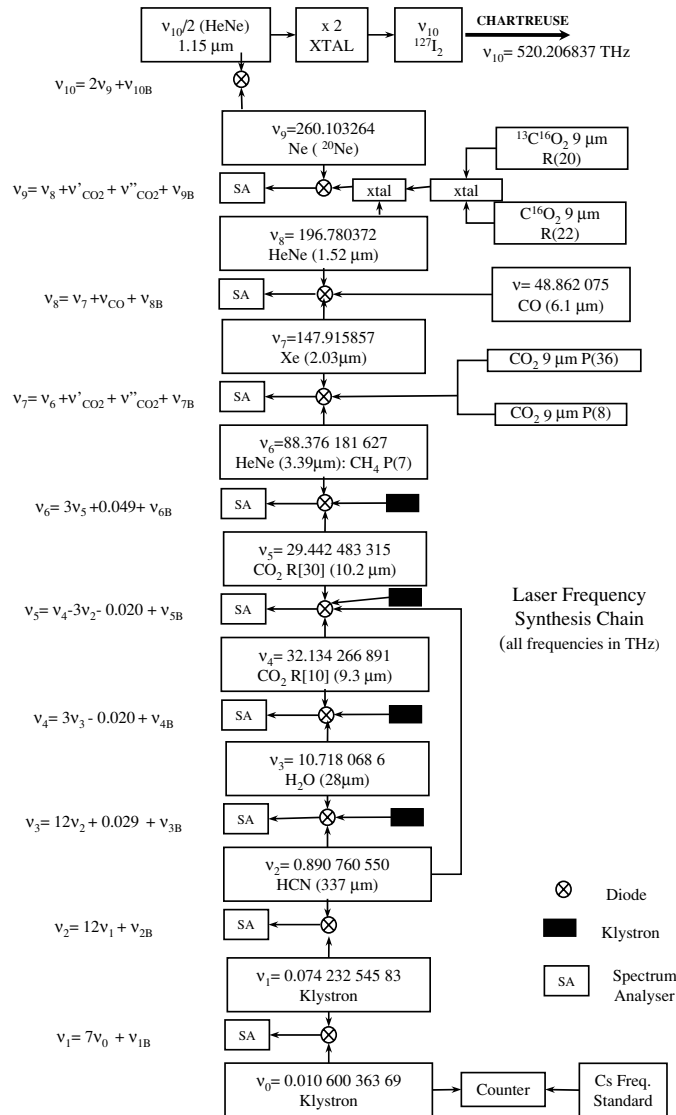 ν10/2 (HeNe)
1.15 μm
x 2
XTAL
ν10
127I2
CHARTREUSE
ν10= 520.206837 THz
ν10= 2ν9 +ν10B
ν9=260.103264
Ne ( 20Ne)
13C16O2 9 μm
R(20)
ν9= ν8 +ν'CO2 + ν''CO2+ ν9B
SA
xtal
xtal
C16O2 9 μm
R(22)
ν8= 196.780372
HeNe (1.52 μm)
ν8= ν7 +νCO + ν8B
SA
ν= 48.862 075
CO (6.1 μm)
ν7=147.915857
Xe (2.03μm)
CO2 9 μm P(36)
ν7= ν6 +ν'CO2 + ν''CO2+ ν7B
SA
CO2 9 μm P(8)
ν6=88.376 181 627
HeNe (3.39μm): CH4 P(7)
ν6= 3ν5 +0.049+ ν6B
SA
ν5= 29.442 483 315
CO2 R[30] (10.2 μm)
ν5= ν4-3ν2- 0.020 + ν5B
SA
Laser Frequency
Synthesis Chain
(all frequencies in THz)
ν4= 32.134 266 891
CO2 R[10] (9.3 μm)
ν4= 3ν3 - 0.020 + ν4B
SA
ν3= 10.718 068 6
H2O (28μm)
ν3= 12ν2 + 0.029 + ν3B
SA
ν2= 0.890 760 550
HCN (337 μm)
Diode
ν2= 12ν1 + ν2B
SA
Klystron
ν1= 0.074 232 545 83
Klystron
SA
Spectrum
Analyser
ν1= 7ν0 + ν1B
SA
ν0= 0.010 600 363 69
Klystron
Counter
Cs Freq.
Standard